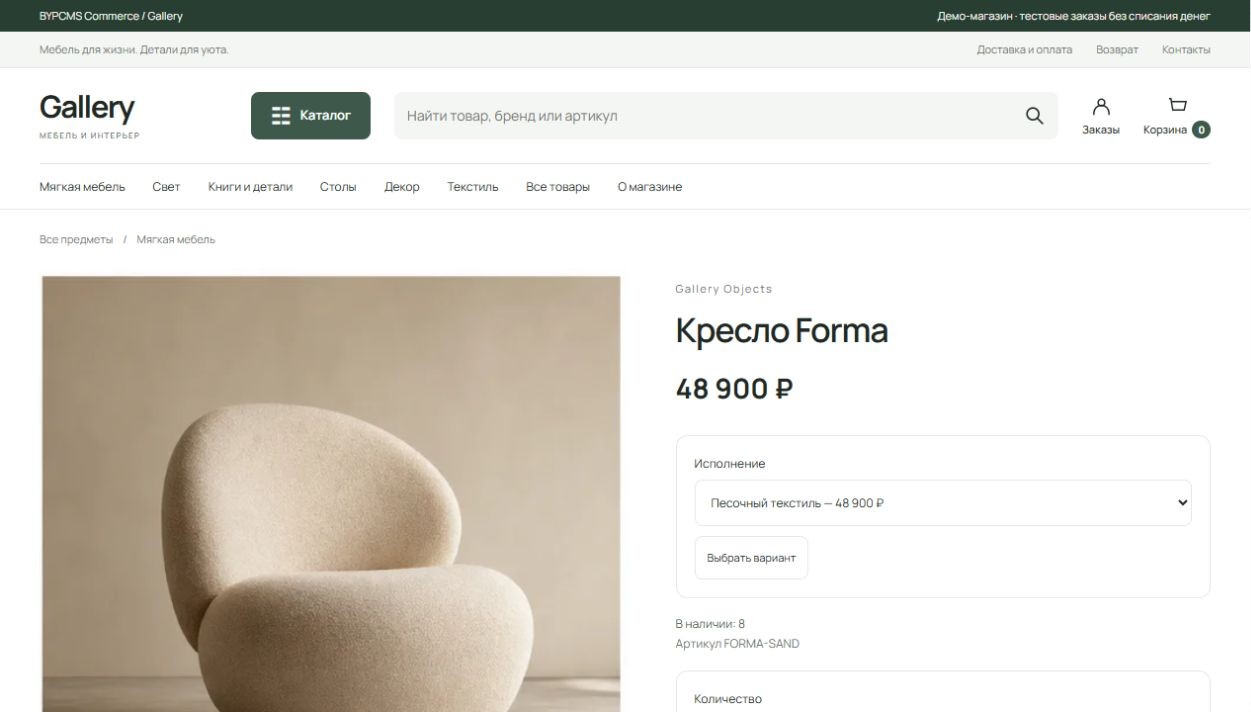 BYPCMS Commerce / Gallery
Демо-магазин · тестовые заказы без списания денег
Мебель для жизни. Детали для уюта.
Доставка и оплата
Возврат
Контакты
Gallery
МЕБЕЛЬ И ИНТЕРЬЕР
Каталог
Найти товар, бренд или артикул
Заказы
Корзина 0
Мягкая мебель
Свет
Книги и детали
Столы
Декор
Текстиль
Все товары
О магазине
Все предметы / Мягкая мебель
Gallery Objects
Кресло Forma
48 900 ₽
Исполнение
Песочный текстиль — 48 900 ₽
Выбрать вариант
В наличии: 8
Артикул FORMA-SAND
Количество